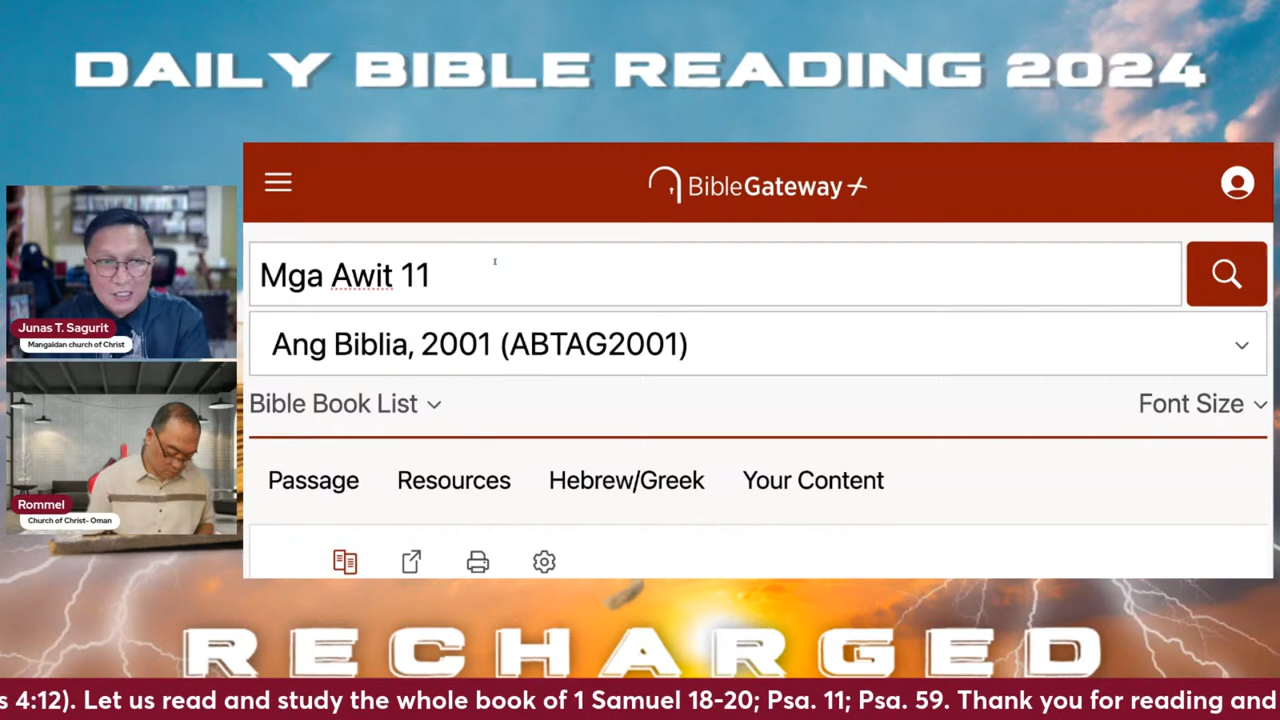 DAILY BIBLE READING 2024
BibleGateway
Mga Awit 11
Ang Biblia, 2001 (ABTAG2001)
Bible Book List
Font Size
Passage
Resources
Hebrew/Greek
Your Content
Junas T. Sagurit
Mangaldan church of Christ
Rommel
Church of Christ- Oman
RECHARGED
s 4:12). Let us read and study the whole book of 1 Samuel 18-20; Psa. 11; Psa. 59. Thank you for reading and